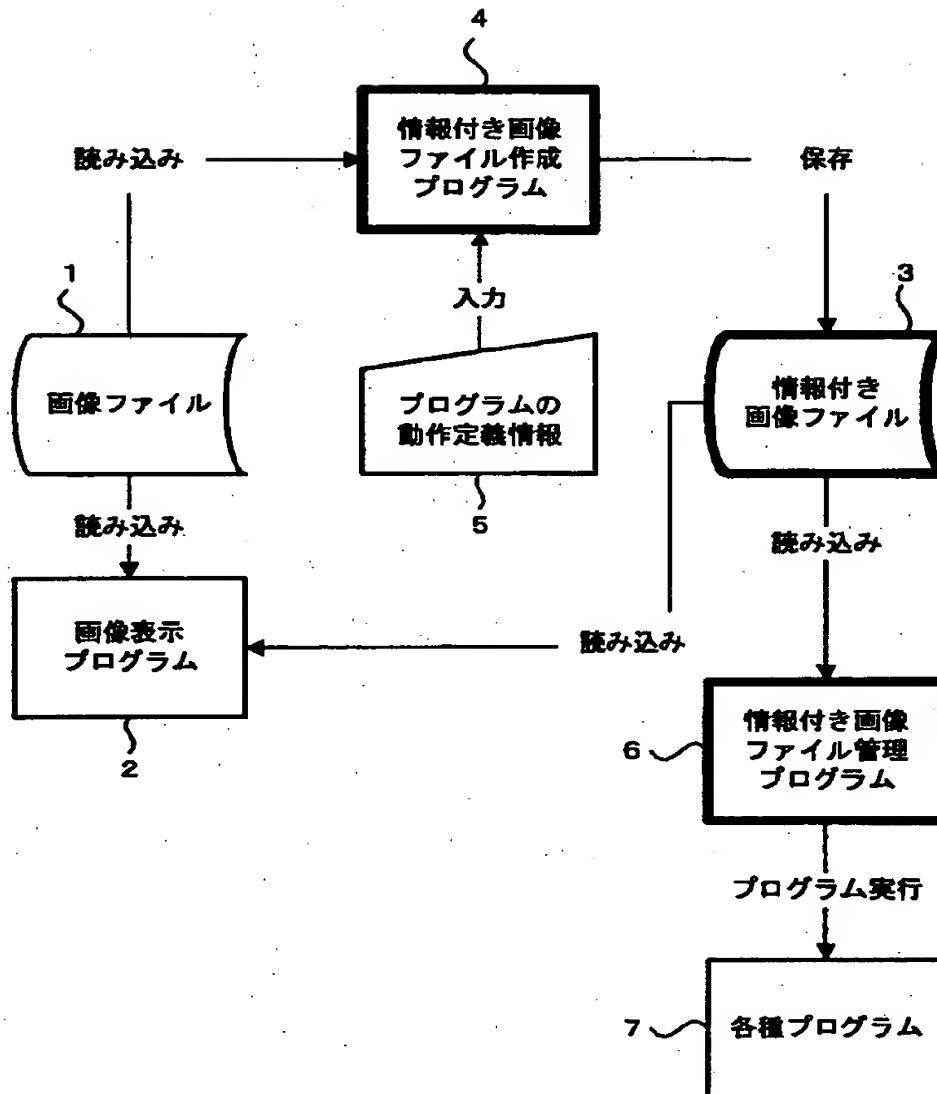 4
情報付き画像
ファイル作成
プログラム
読み込み
保存
1
入力
3
画像ファイル
プログラムの
動作定義情報
情報付き
画像ファイル
5
読み込み
読み込み
画像表示
プログラム
読み込み
2
情報付き画像
ファイル管理
プログラム
6
プログラム実行
各種プログラム
7